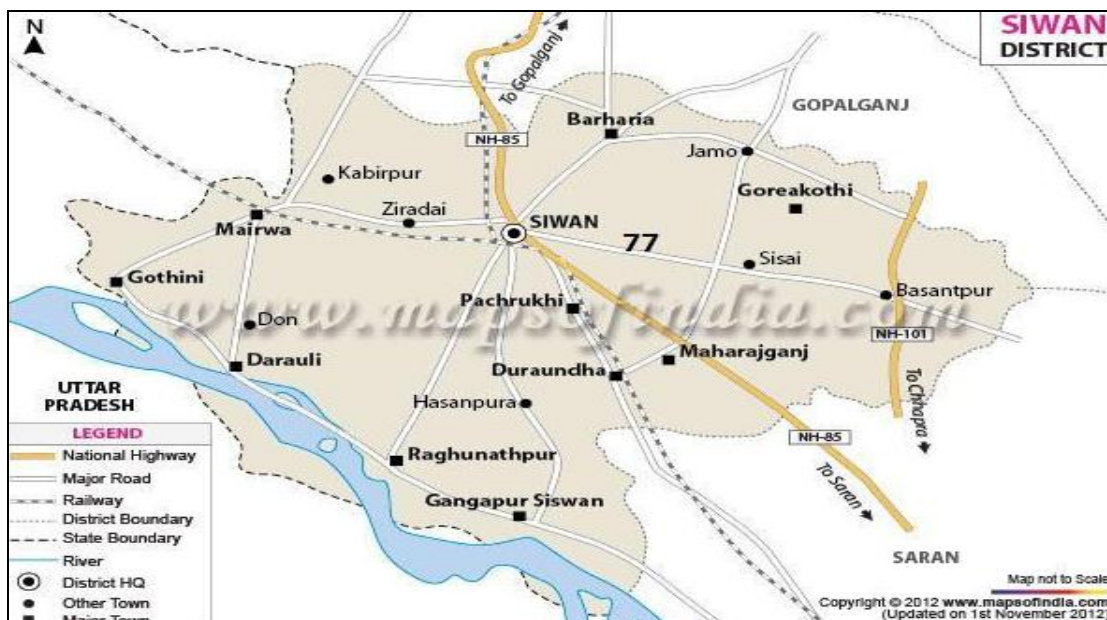 N
SIWAN
DISTRICT
To Gopalganj
GOPALGANJ
Barharia
NH-85
Jamo
Kabirpur
Goreakothi
Ziradai
SIWAN
Mairwa
77
Sisai
Gothini
Basantpur
Pachrukhi
www.mapsofindia.com
Don
NH-101
Maharajganj
Darauli
Duraundha
To Chhapra
UTTAR
PRADESH
Hasanpura
LEGEND
National Highway
NH-85
Major Road
Raghunathpur
To Saran
Railway
Gangapur Siswan
District Boundary
State Boundary
River
SARAN
District HQ
Map not to Scale
Other Town
Copyright © 2012 www.mapsofindia.com
(Updated on 1st November 2012)
Major Town